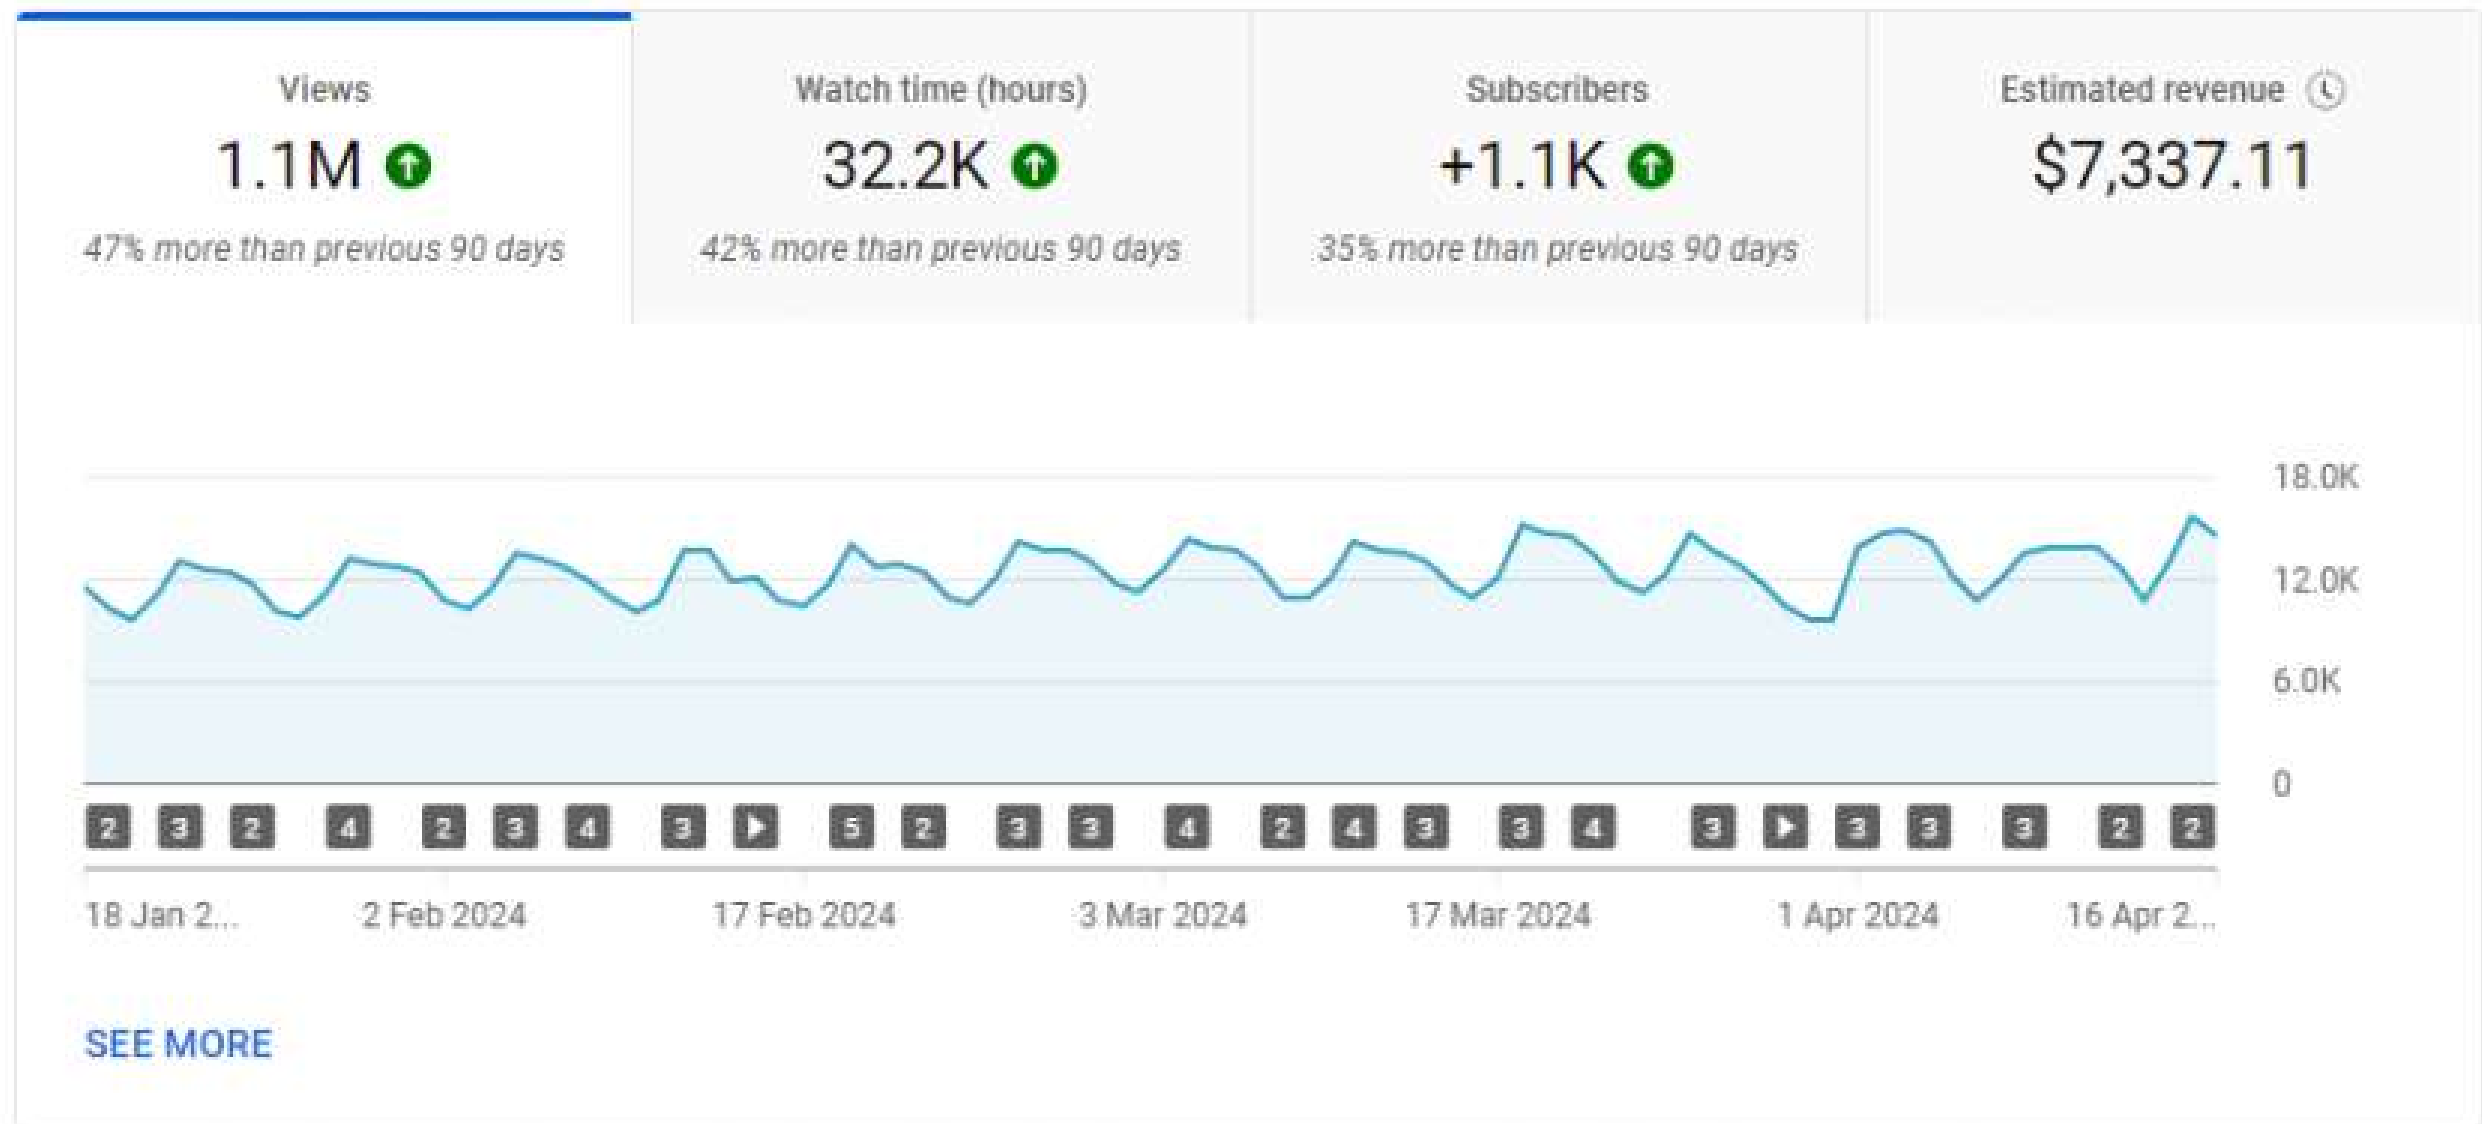 Views
1.1M
47% more than previous 90 days
Watch time (hours)
32.2K
42% more than previous 90 days
Subscribers
+1.1K
35% more than previous 90 days
Estimated revenue
$7,337.11
18.0K
12.0K
6.0K
0
2 3 2 4 2 3 4 3 5 2 3 3 4 2 4 3 3 4 3 3 3 3 2 2
18 Jan 2... 2 Feb 2024 17 Feb 2024 3 Mar 2024 17 Mar 2024 1 Apr 2024 16 Apr 2...
SEE MORE